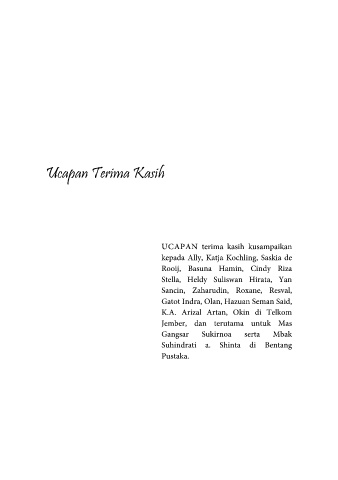 Ucapan Terima Kasih
UCAPAN terima kasih kusampaikan
kepada Ally, Katja Kochling, Saskia de
Rooij, Basuna Hamin, Cindy Riza
Stella, Heldy Suliswan Hirata, Yan
Sancin, Zaharudin, Roxane, Resval,
Gatot Indra, Olan, Hazuan Seman Said,
K.A. Arizal Artan, Okin di Telkom
Jember, dan terutama untuk Mas
Gangsar Sukirnoa serta Mbak
Suhindrati a. Shinta di Bentang
Pustaka.